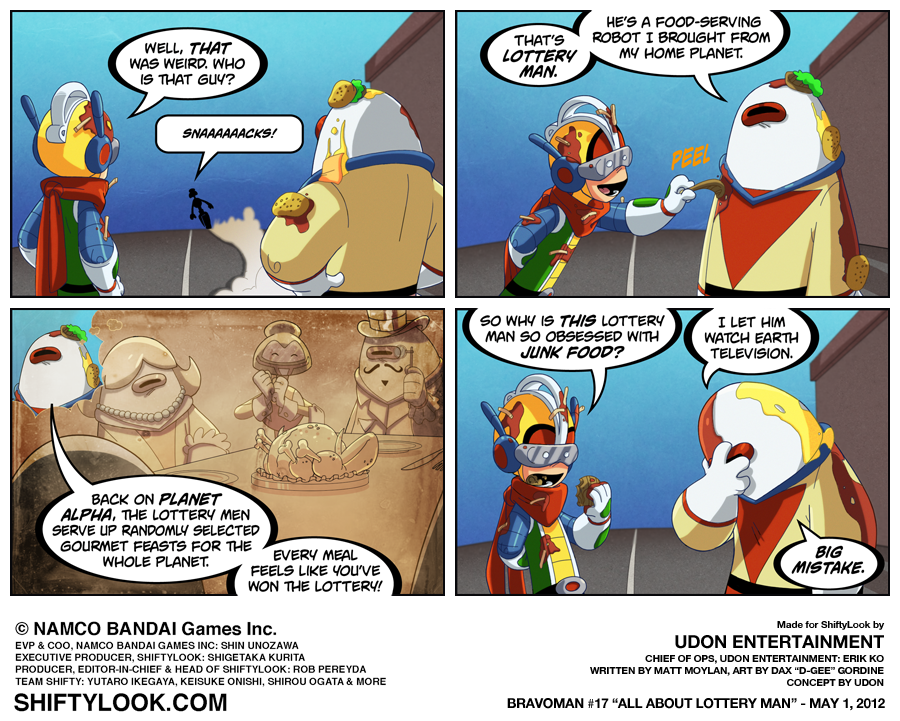 WELL, THAT
WAS WEIRD. WHO
IS THAT GUY?
SNAAAAAACKS!
THAT'S
LOTTERY
MAN.
HE'S A FOOD-SERVING
ROBOT I BROUGHT FROM
MY HOME PLANET.
PEEL
BACK ON PLANET
ALPHA, THE LOTTERY MEN
SERVE UP RANDOMLY SELECTED
GOURMET FEASTS FOR THE
WHOLE PLANET.
EVERY MEAL
FEELS LIKE YOU'VE
WON THE LOTTERY!
SO WHY IS THIS LOTTERY
MAN SO OBSESSED WITH
JUNK FOOD?
I LET HIM
WATCH EARTH
TELEVISION.
BIG
MISTAKE.
© NAMCO BANDAI Games Inc.
EVP & COO, NAMCO BANDAI GAMES INC: SHIN UNOZAWA
EXECUTIVE PRODUCER, SHIFTYLOOK: SHIGETAKA KURITA
PRODUCER, EDITOR-IN-CHIEF & HEAD OF SHIFTYLOOK: ROB PEREYDA
TEAM SHIFTY: YUTARO IKEGAYA, KEISUKE ONISHI, SHIROU OGATA & MORE
SHIFTYLOOK.COM
Made for ShiftyLook by
UDON ENTERTAINMENT
CHIEF OF OPS, UDON ENTERTAINMENT: ERIK KO
WRITTEN BY MATT MOYLAN, ART BY DAX "D-GEE" GORDINE
CONCEPT BY UDON
BRAVOMAN #17 "ALL ABOUT LOTTERY MAN" - MAY 1, 2012